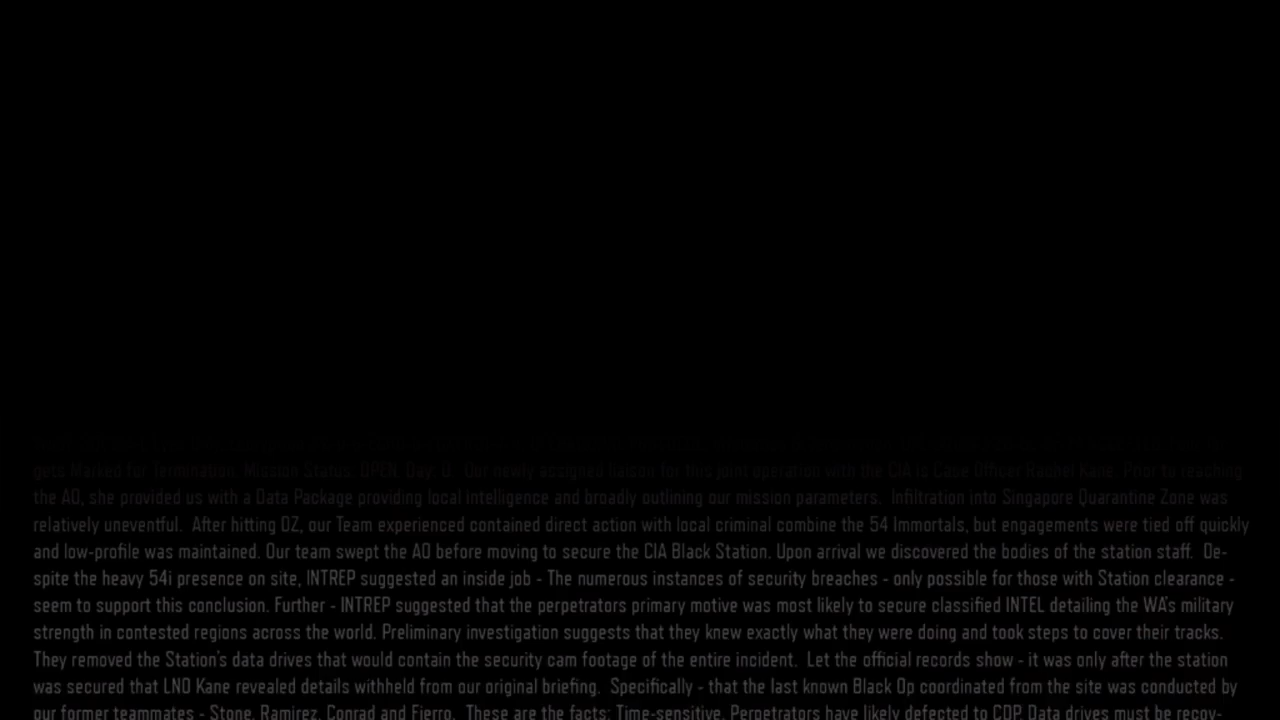 gets Marked for Termination. Mission Status: OPEN. Day: 0.  Our newly assigned liaison for this joint operation with the CIA is Case Officer Rachel Kane. Prior to reaching
the AO, she provided us with a Data Package providing local intelligence and broadly outlining our mission parameters.  Infiltration into Singapore Quarantine Zone was
relatively uneventful.  After hitting DZ, our Team experienced contained direct action with local criminal combine the 54 Immortals, but engagements were tied off quickly
and low-profile was maintained. Our team swept the AO before moving to secure the CIA Black Station. Upon arrival we discovered the bodies of the station staff.  De-
spite the heavy 54i presence on site, INTREP suggested an inside job - The numerous instances of security breaches - only possible for those with Station clearance -
seem to support this conclusion. Further - INTREP suggested that the perpetrators primary motive was most likely to secure classified INTEL detailing the WA's military
strength in contested regions across the world. Preliminary investigation suggests that they knew exactly what they were doing and took steps to cover their tracks.
They removed the Station's data drives that would contain the security cam footage of the entire incident.  Let the official records show - it was only after the station
was secured that LNO Kane revealed details withheld from our original briefing.  Specifically - that the last known Black Op coordinated from the site was conducted by
our former teammates - Stone, Ramirez, Conrad and Fierro.  These are the facts: Time-sensitive. Perpetrators have likely defected to CDP. Data drives must be recov-